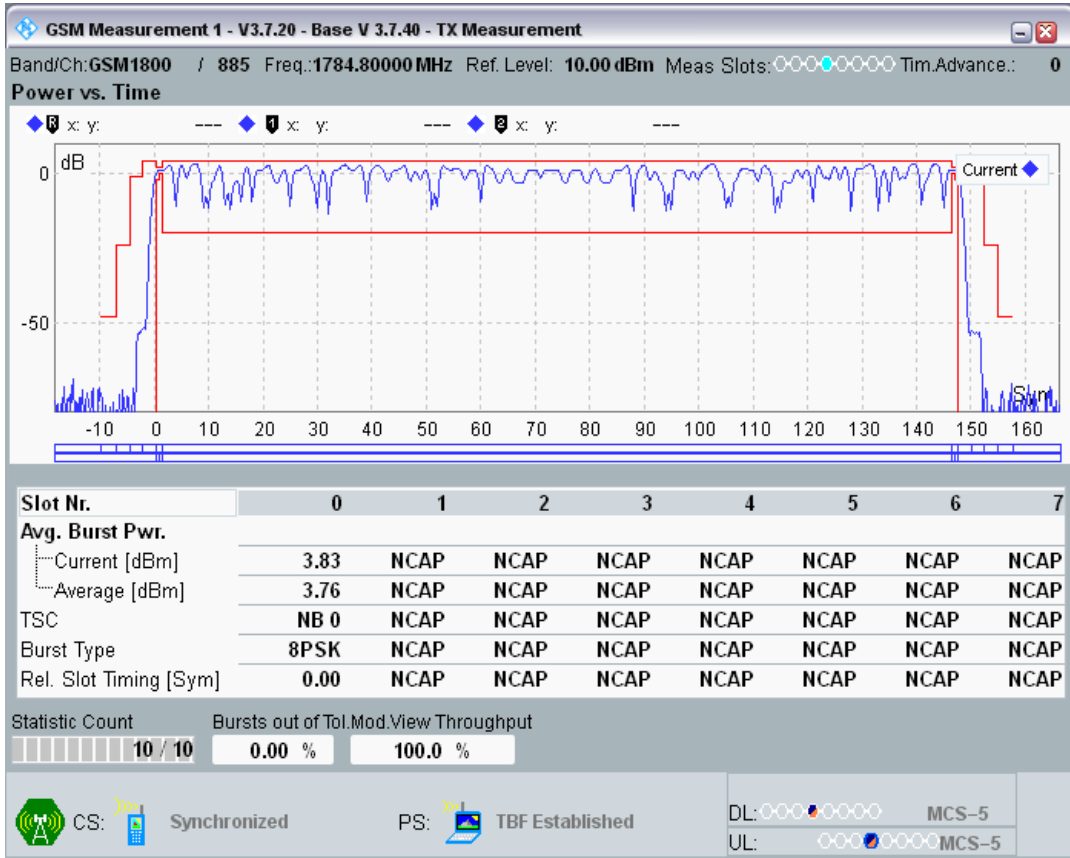 GSM Measurement 1 - V3.7.20 - Base V 3.7.40 - TX Measurement
Band/Ch:GSM1800 / 885 Freq.:1784.80000 MHz Ref. Level: 10.00 dBm Meas Slots: Tim.Advance.: 0
Power vs. Time
R x: y: --- 1 x: y: --- 2 x: y: ---
dB
Current
0
-50
Sym
-10 0 10 20 30 40 50 60 70 80 90 100 110 120 130 140 150 160
Slot Nr. 0 1 2 3 4 5 6 7
Avg. Burst Pwr.
Current [dBm] 3.83 NCAP NCAP NCAP NCAP NCAP NCAP NCAP
Average [dBm] 3.76 NCAP NCAP NCAP NCAP NCAP NCAP NCAP
TSC NB 0 NCAP NCAP NCAP NCAP NCAP NCAP NCAP
Burst Type 8PSK NCAP NCAP NCAP NCAP NCAP NCAP NCAP
Rel. Slot Timing [Sym] 0.00 NCAP NCAP NCAP NCAP NCAP NCAP NCAP
Statistic Count Bursts out of Tol.Mod.View Throughput
10 / 10 0.00 % 100.0 %
CS: Synchronized PS: TBF Established
DL: MCS-5
UL: MCS-5